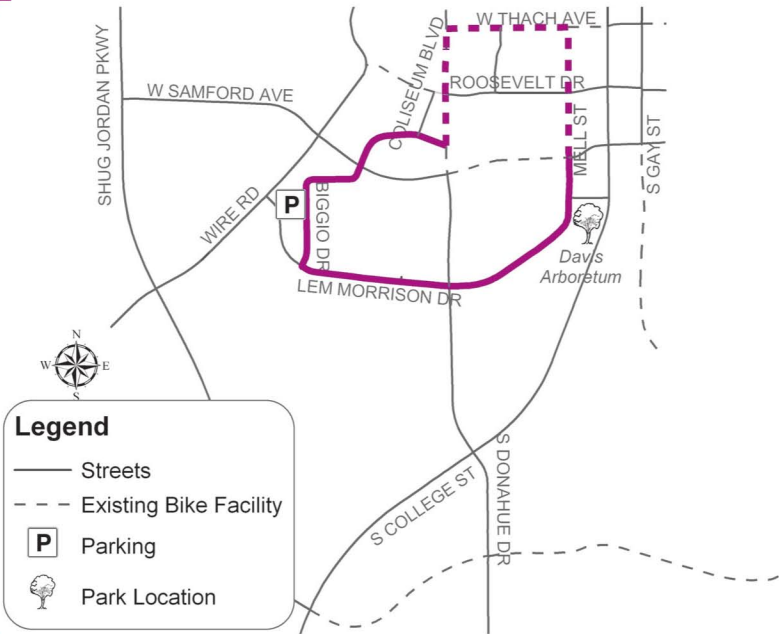 W THACH AVE
SHUG JORDAN PKWY
COLISEUM BLVD
ROOSEVELT DR
W SAMFORD AVE
MELL ST
S GAY ST
WIRE RD
P
BIGGIO DR
Davis
Arboretum
LEM MORRISON DR
N
W E
S
S COLLEGE ST
S DONAHUE DR
Legend
Streets
Existing Bike Facility
P Parking
Park Location